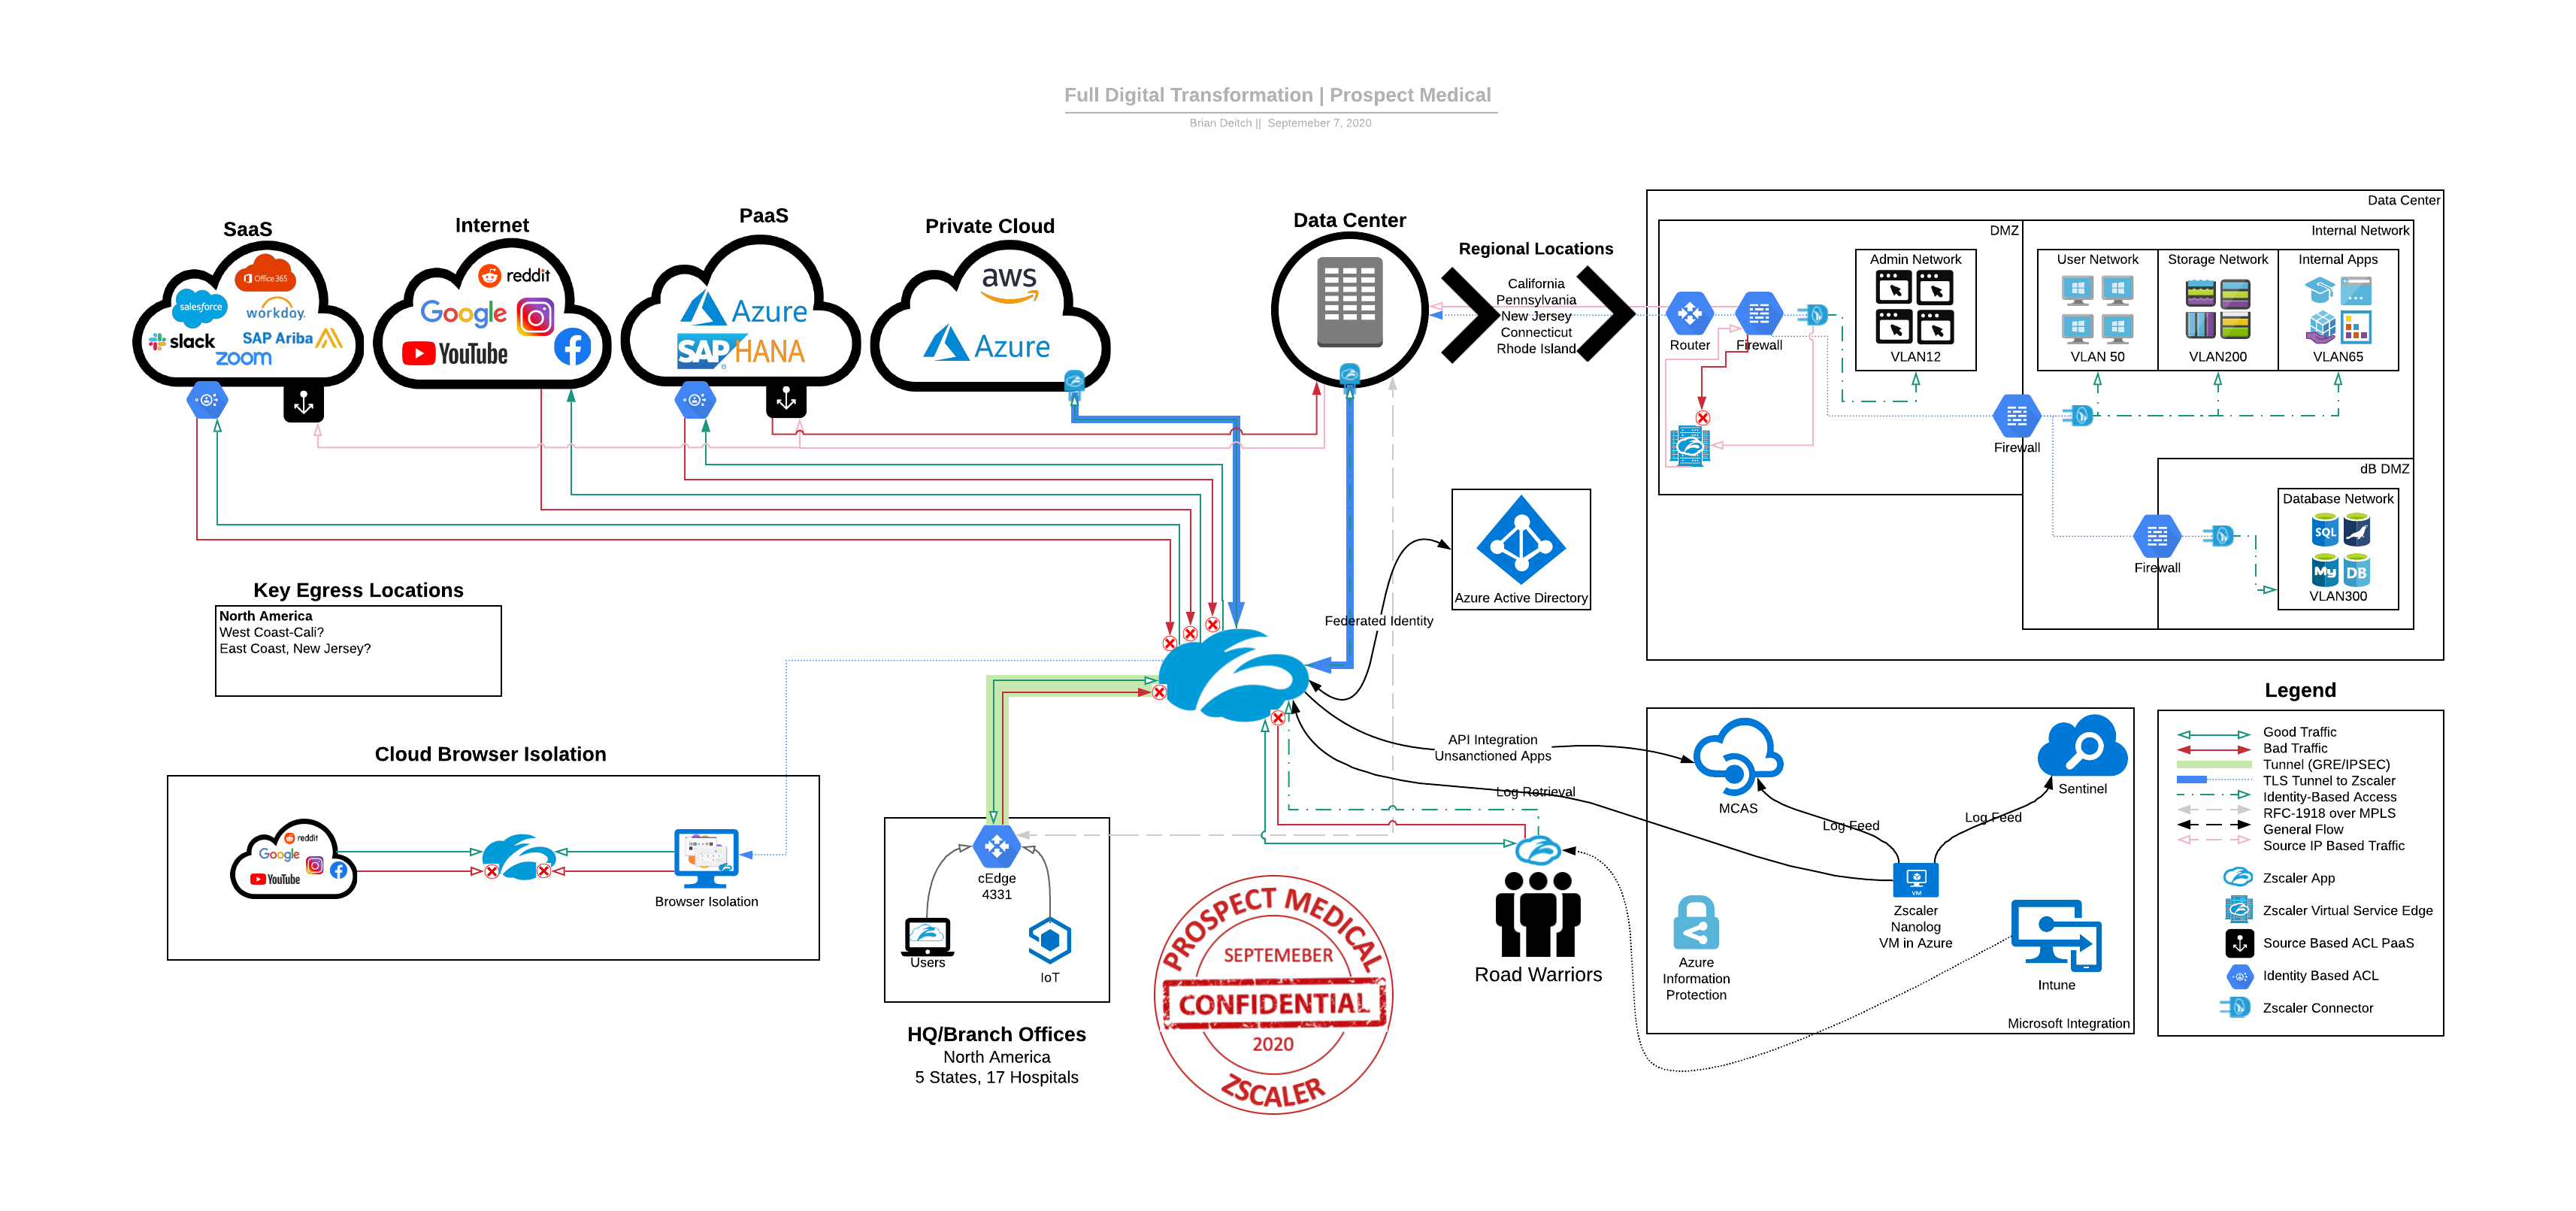 Full Digital Transformation | Prospect Medical
Brian Deitch || Septemeber 7, 2020
SaaS
Office 365
salesforce
workday.
slack
SAP Ariba
zoom
Internet
reddit
Google
YouTube
PaaS
Azure
SAP HANA
Private Cloud
aws
Azure
Data Center
Regional Locations
California
Pennsylvania
New Jersey
Connecticut
Rhode Island
Data Center
DMZ
Router
Firewall
Admin Network
VLAN12
Internal Network
User Network
VLAN 50
Storage Network
VLAN200
Internal Apps
VLAN65
Firewall
dB DMZ
Firewall
Database Network
SQL
My
DB
VLAN300
Azure Active Directory
Federated Identity
Key Egress Locations
North America
West Coast-Cali?
East Coast, New Jersey?
Cloud Browser Isolation
reddit
Google
YouTube
Browser Isolation
cEdge
4331
Users
IoT
HQ/Branch Offices
North America
5 States, 17 Hospitals
PROSPECT MEDICAL
SEPTEMEBER
CONFIDENTIAL
2020
ZSCALER
Road Warriors
API Integration
Unsanctioned Apps
Log Retrieval
MCAS
Sentinel
Log Feed
Log Feed
VM
Zscaler
Nanolog
VM in Azure
Azure
Information
Protection
Intune
Microsoft Integration
Legend
Good Traffic
Bad Traffic
Tunnel (GRE/IPSEC)
TLS Tunnel to Zscaler
Identity-Based Access
RFC-1918 over MPLS
General Flow
Source IP Based Traffic
Zscaler App
Zscaler Virtual Service Edge
Source Based ACL PaaS
Identity Based ACL
Zscaler Connector